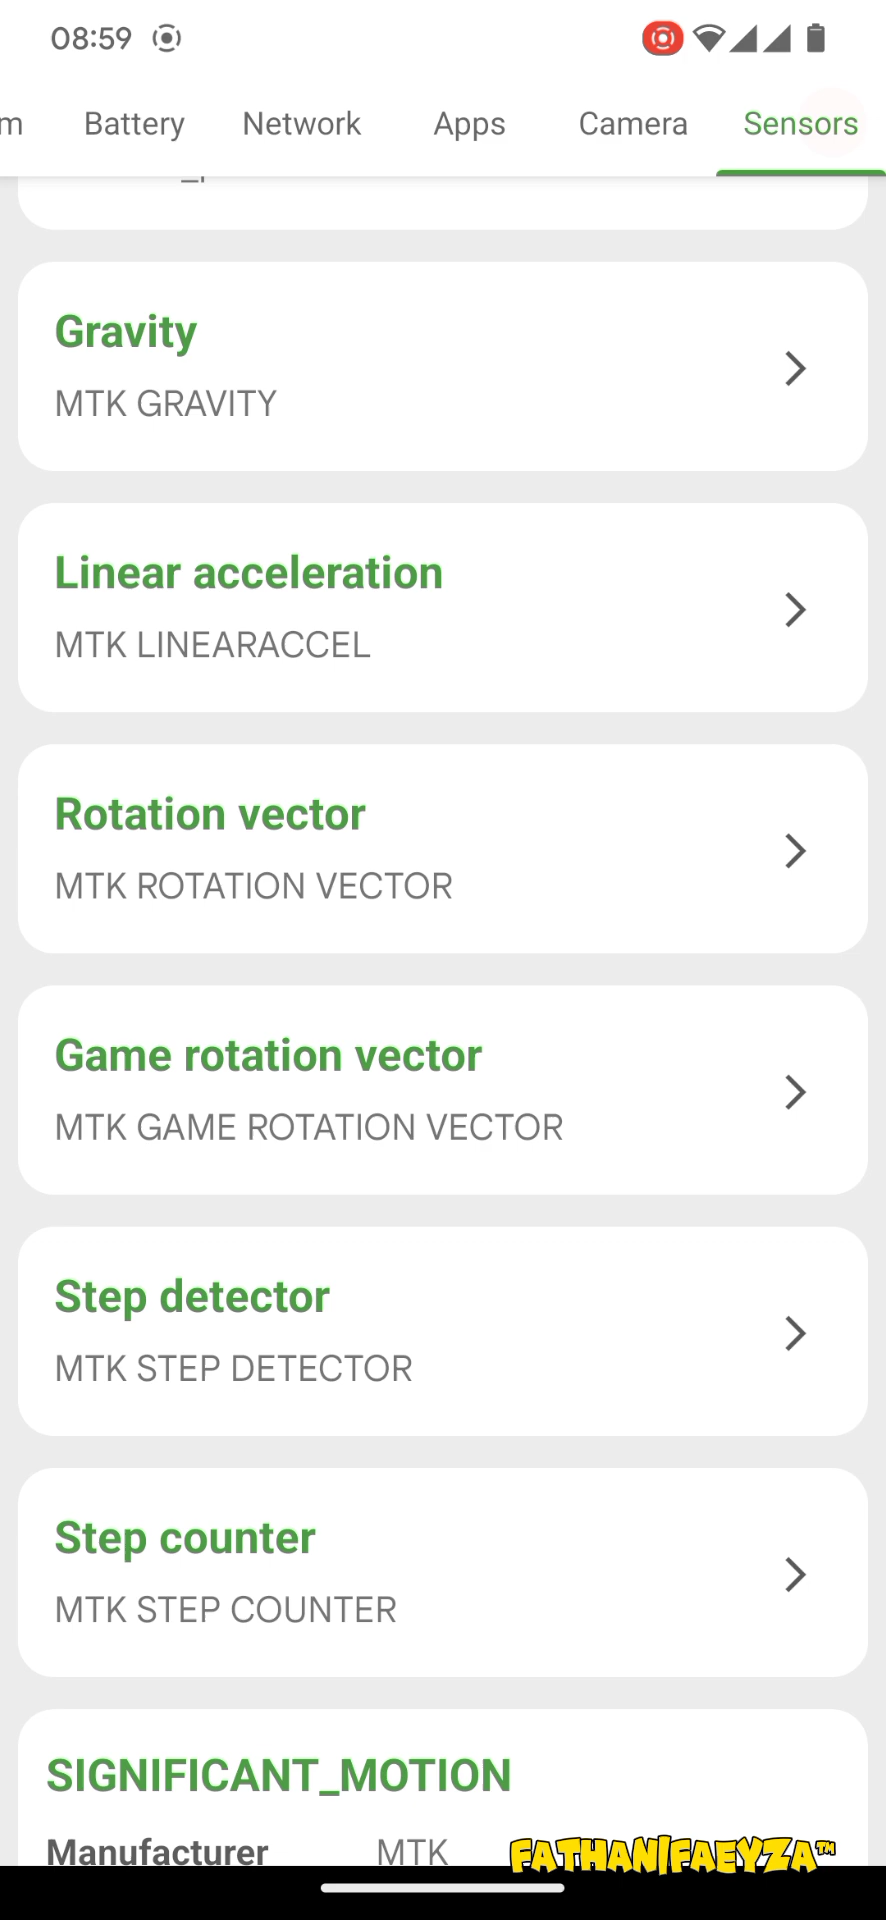 08:59
m Battery Network Apps Camera Sensors
Gravity
MTK GRAVITY
Linear acceleration
MTK LINEARACCEL
Rotation vector
MTK ROTATION VECTOR
Game rotation vector
MTK GAME ROTATION VECTOR
Step detector
MTK STEP DETECTOR
Step counter
MTK STEP COUNTER
SIGNIFICANT_MOTION
Manufacturer MTK
FATHANIFAEYZA™